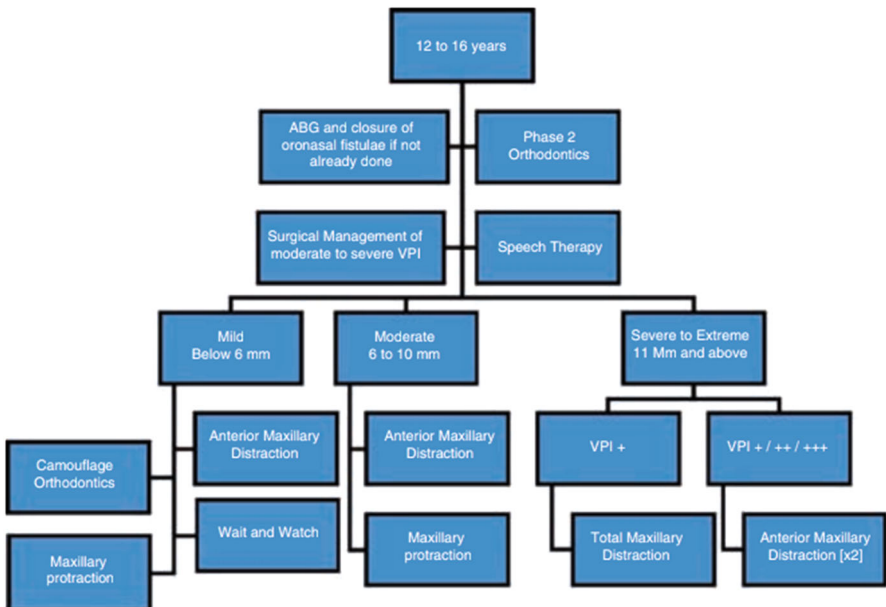 12 to 16 years
ABG and closure of
oronasal fistulae if not
already done
Phase 2
Orthodontics
Surgical Management of
moderate to severe VPI
Speech Therapy
Mild
Below 6 mm
Moderate
6 to 10 mm
Severe to Extreme
11 Mm and above
Anterior Maxillary
Distraction
Camouflage
Orthodontics
Wait and Watch
Maxillary
protraction
Anterior Maxillary
Distraction
Maxillary
protraction
VPI +
VPI + / ++ / +++
Total Maxillary
Distraction
Anterior Maxillary
Distraction [x2]